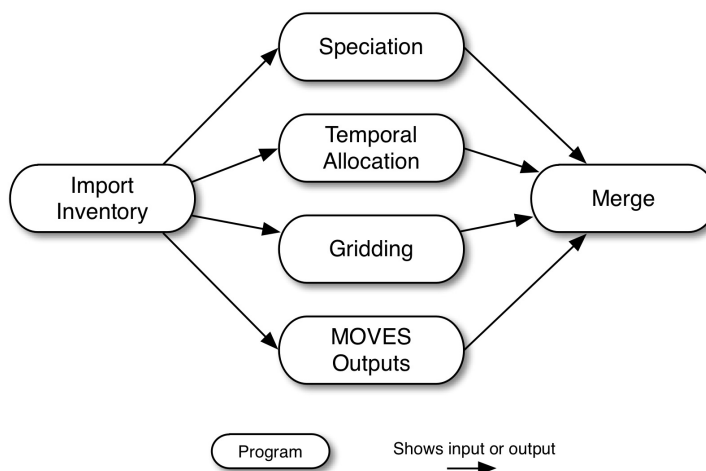 Speciation
Temporal
Allocation
Import
Inventory
Merge
Gridding
MOVES
Outputs
Program
Shows input or output